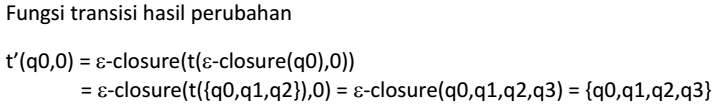 Fungsi transisi hasil perubahan
t’(q0,0) = ε-closure(t(ε-closure(q0),0))
= ε-closure(t({q0,q1,q2}),0) = ε-closure(q0,q1,q2,q3) = {q0,q1,q2,q3}